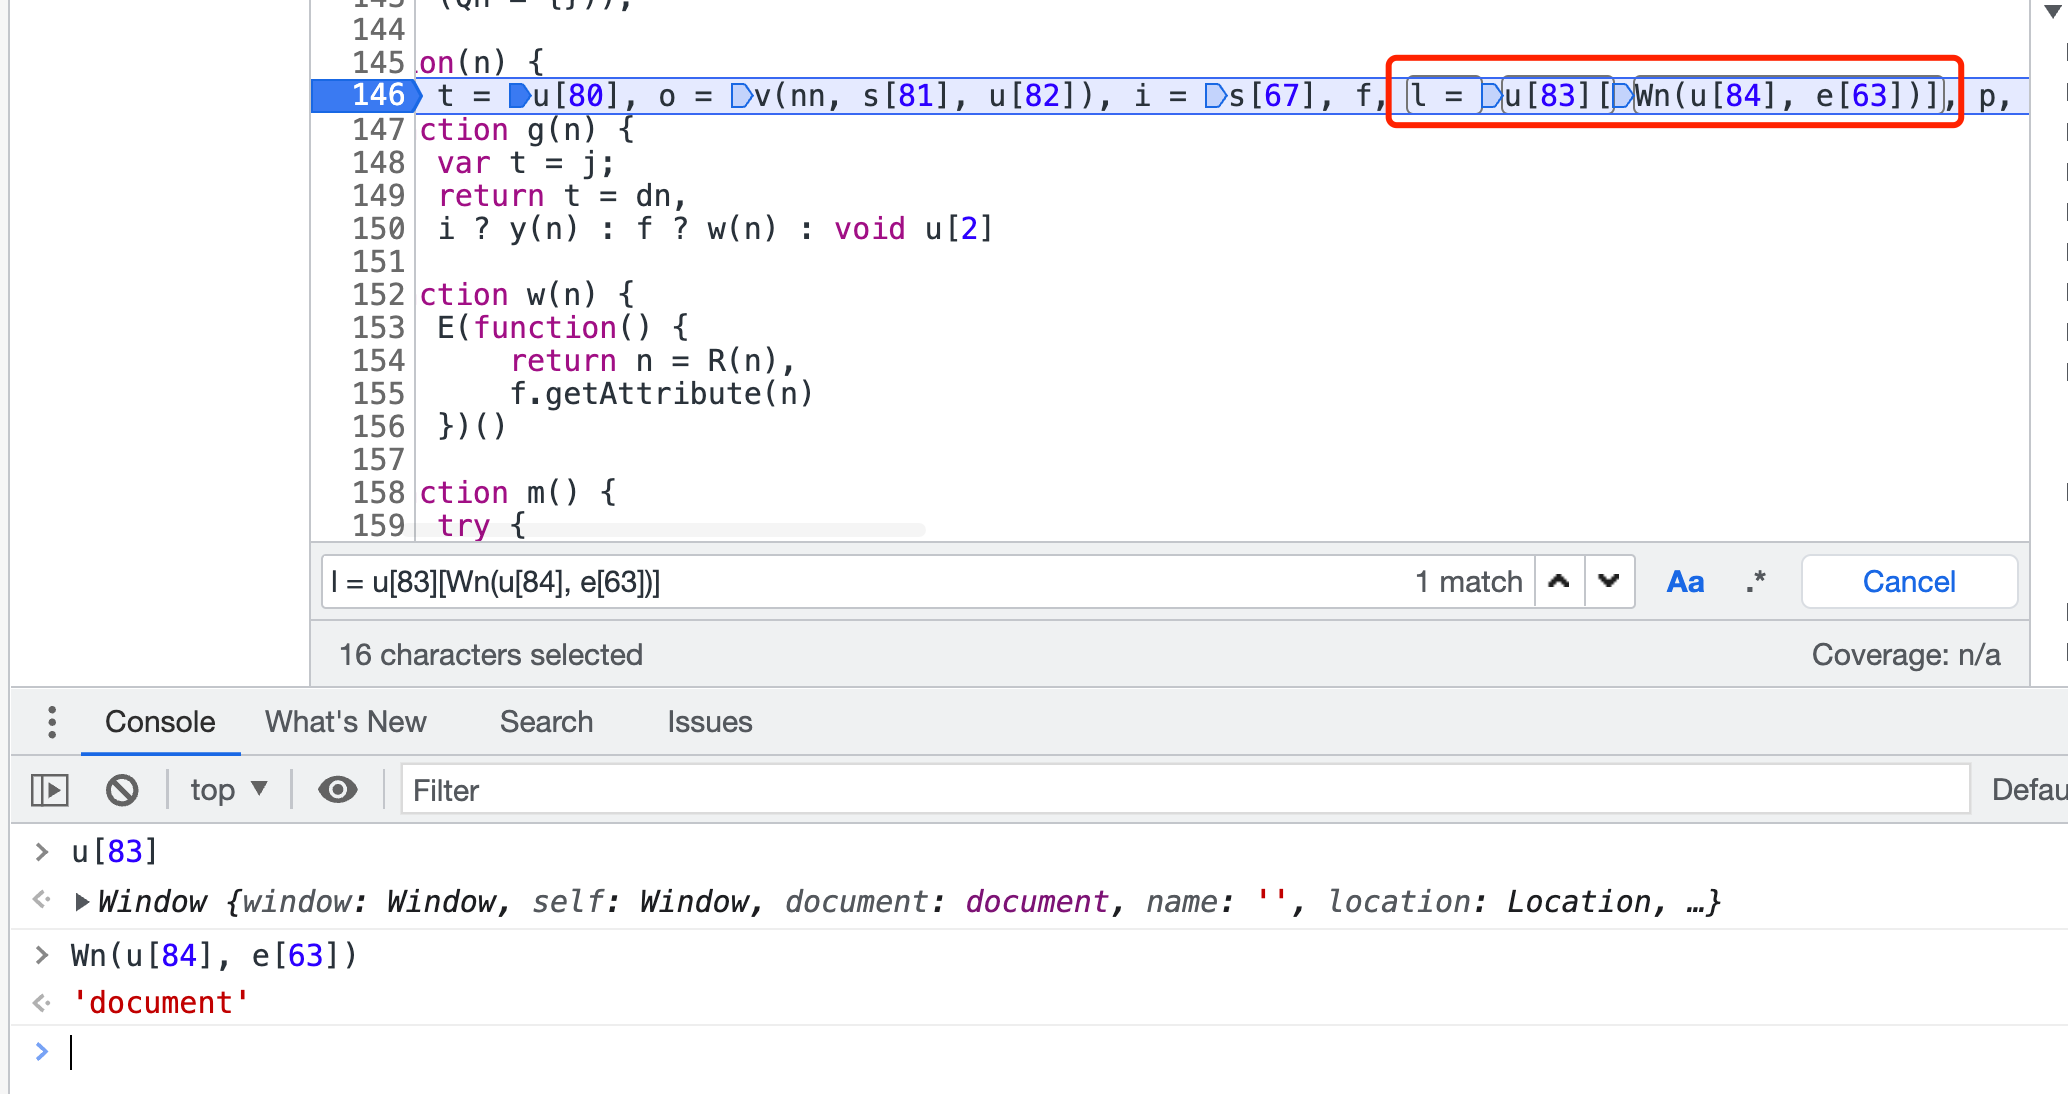 143 (Qn = {})),
144
145 ion(n) {
146 t = u[80], o = v(nn, s[81], u[82]), i = s[67], f, l = u[83][Wn(u[84], e[63])], p,
147 ction g(n) {
148 var t = j;
149 return t = dn,
150 i ? y(n) : f ? w(n) : void u[2]
151
152 ction w(n) {
153 E(function() {
154 return n = R(n),
155 f.getAttribute(n)
156 })()
157
158 ction m() {
159 try {
l = u[83][Wn(u[84], e[63])] 1 match Aa .* Cancel
16 characters selected Coverage: n/a
Console What's New Search Issues
top Filter Defau
> u[83]
Window {window: Window, self: Window, document: document, name: '', location: Location, …}
> Wn(u[84], e[63])
'document'
>